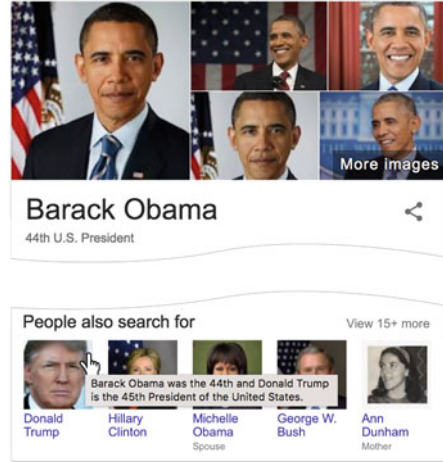 More images
Barack Obama
44th U.S. President
People also search for
View 15+ more
Barack Obama was the 44th and Donald Trump
is the 45th President of the United States.
Donald
Trump
Hillary
Clinton
Michelle
Obama
Spouse
George W.
Bush
Ann
Dunham
Mother